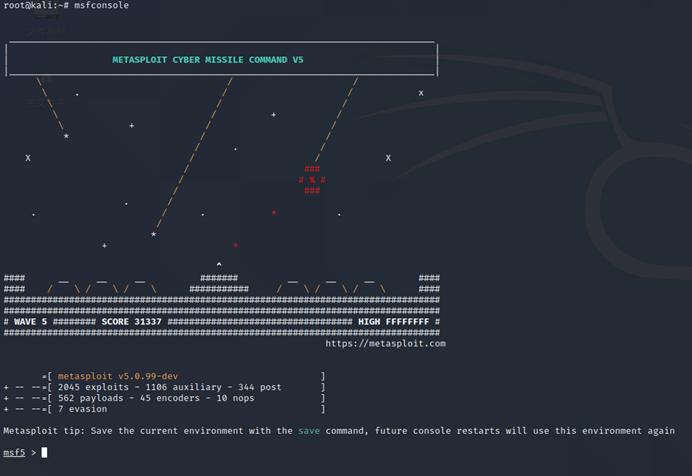 root@kali:~# msfconsole
METASPLOIT CYBER MISSILE COMMAND V5
# WAVE 5 ######## SCORE 31337 ################################## HIGH FFFFFFFF #
https://metasploit.com
=[ metasploit v5.0.99-dev ]
+ -- --=[ 2045 exploits - 1106 auxiliary - 344 post ]
+ -- --=[ 562 payloads - 45 encoders - 10 nops ]
+ -- --=[ 7 evasion ]
Metasploit tip: Save the current environment with the save command, future console restarts will use this environment again
msf5 >